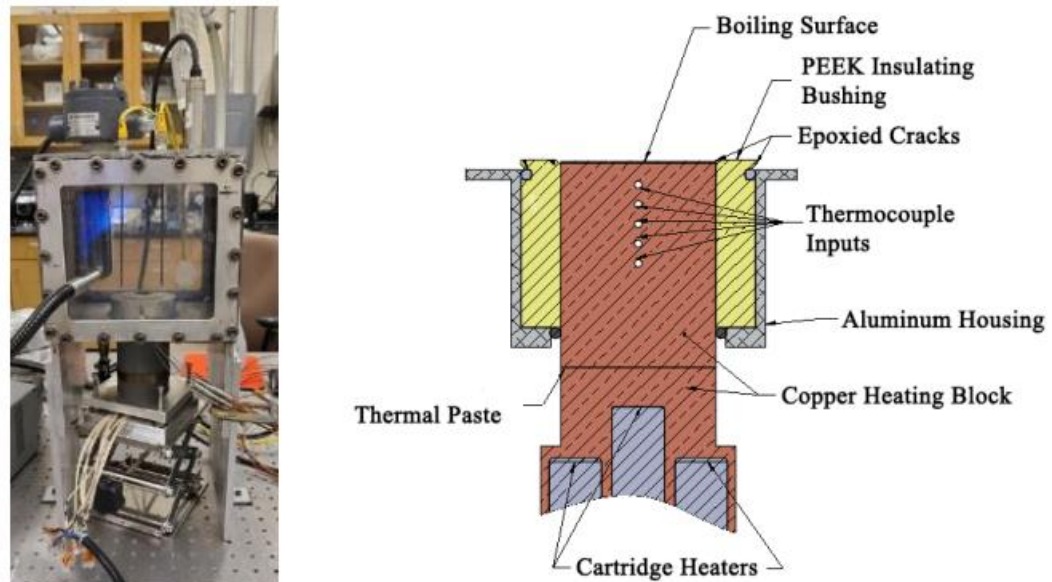 Boiling Surface
PEEK Insulating
Bushing
Epoxied Cracks
Thermocouple
Inputs
Aluminum Housing
Copper Heating Block
Thermal Paste
Cartridge Heaters